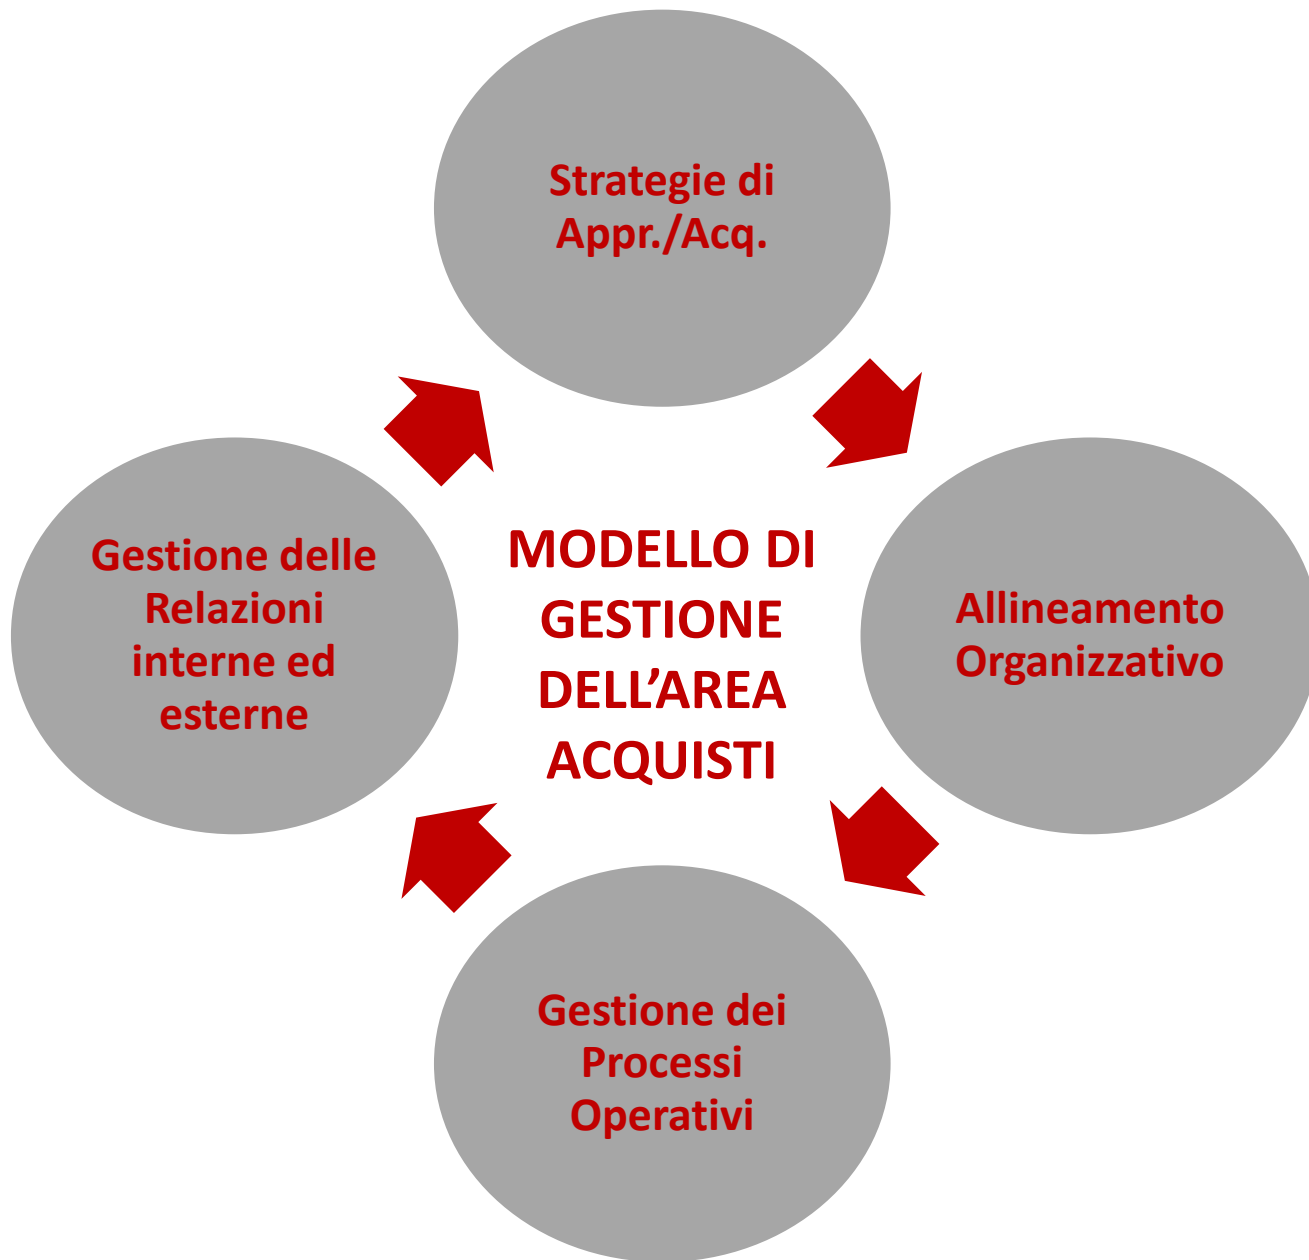 Strategie di
Appr./Acq.
Gestione delle
Relazioni
interne ed
esterne
MODELLO DI
GESTIONE
DELL’AREA
ACQUISTI
Allineamento
Organizzativo
Gestione dei
Processi
Operativi